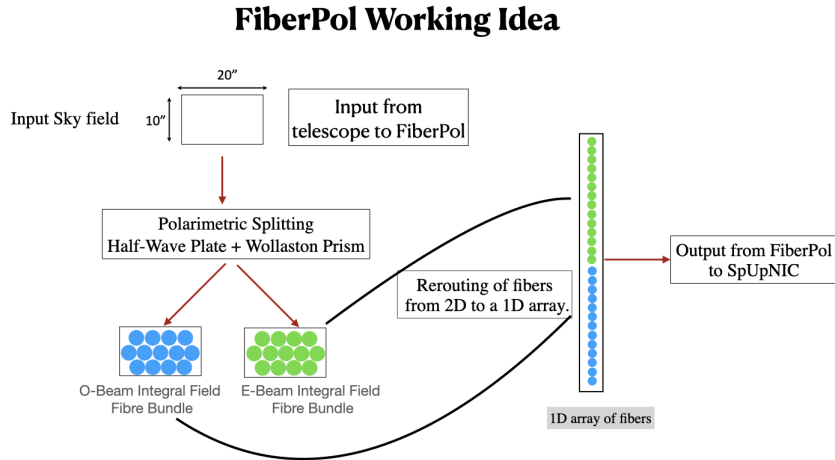 FiberPol Working Idea
20”
Input Sky field
10”
Input from
telescope to FiberPol
Polarimetric Splitting
Half-Wave Plate + Wollaston Prism
Rerouting of fibers
from 2D to a 1D array.
Output from FiberPol
to SpUpNIC
O-Beam Integral Field
Fibre Bundle
E-Beam Integral Field
Fibre Bundle
1D array of fibers